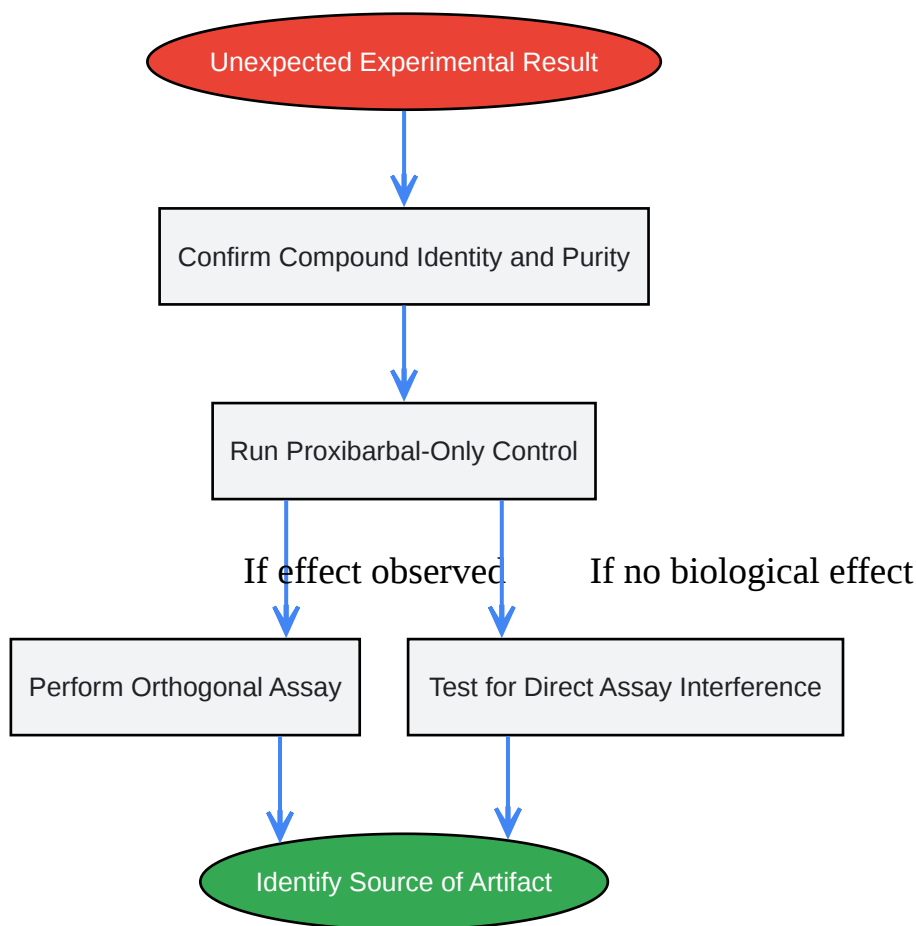 Unexpected Experimental Result
Confirm Compound Identity and Purity
Run Proxibarbal-Only Control
If effect observed
If no biological effect
Perform Orthogonal Assay
Test for Direct Assay Interference
Identify Source of Artifact